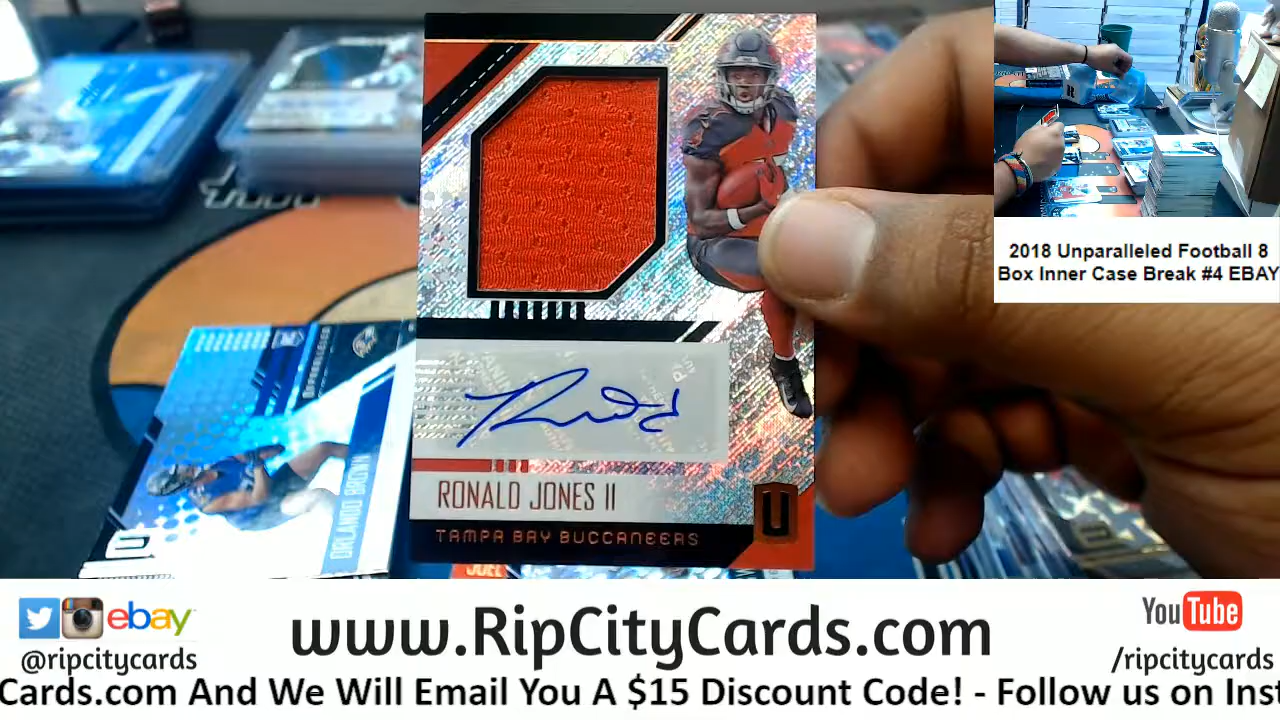 RONALD JONES II
TAMPA BAY BUCCANEERS
U
ORLANDO BROWN
JOEL
2018 Unparalleled Football 8
Box Inner Case Break #4 EBAY
ebay
@ripcitycards
www.RipCityCards.com
YouTube
/ripcitycards
Cards.com And We Will Email You A $15 Discount Code! - Follow us on Inst